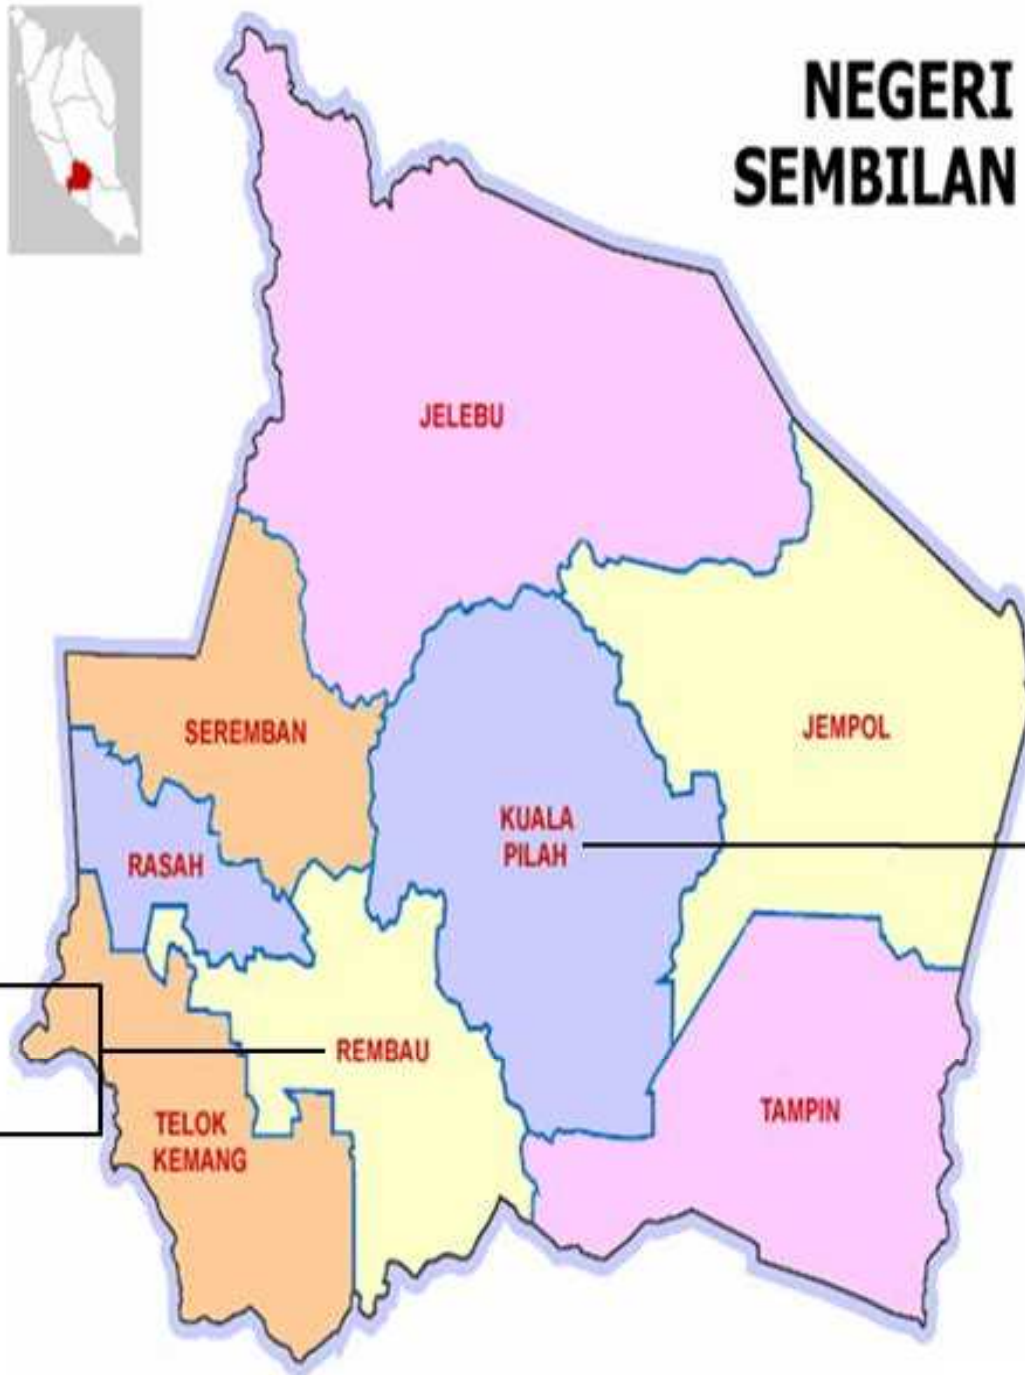 NEGERI
SEMBILAN
JELEBU
SEREMBAN
JEMPOL
KUALA
PILAH
RASAH
REMBAU
TELOK
KEMANG
TAMPIN